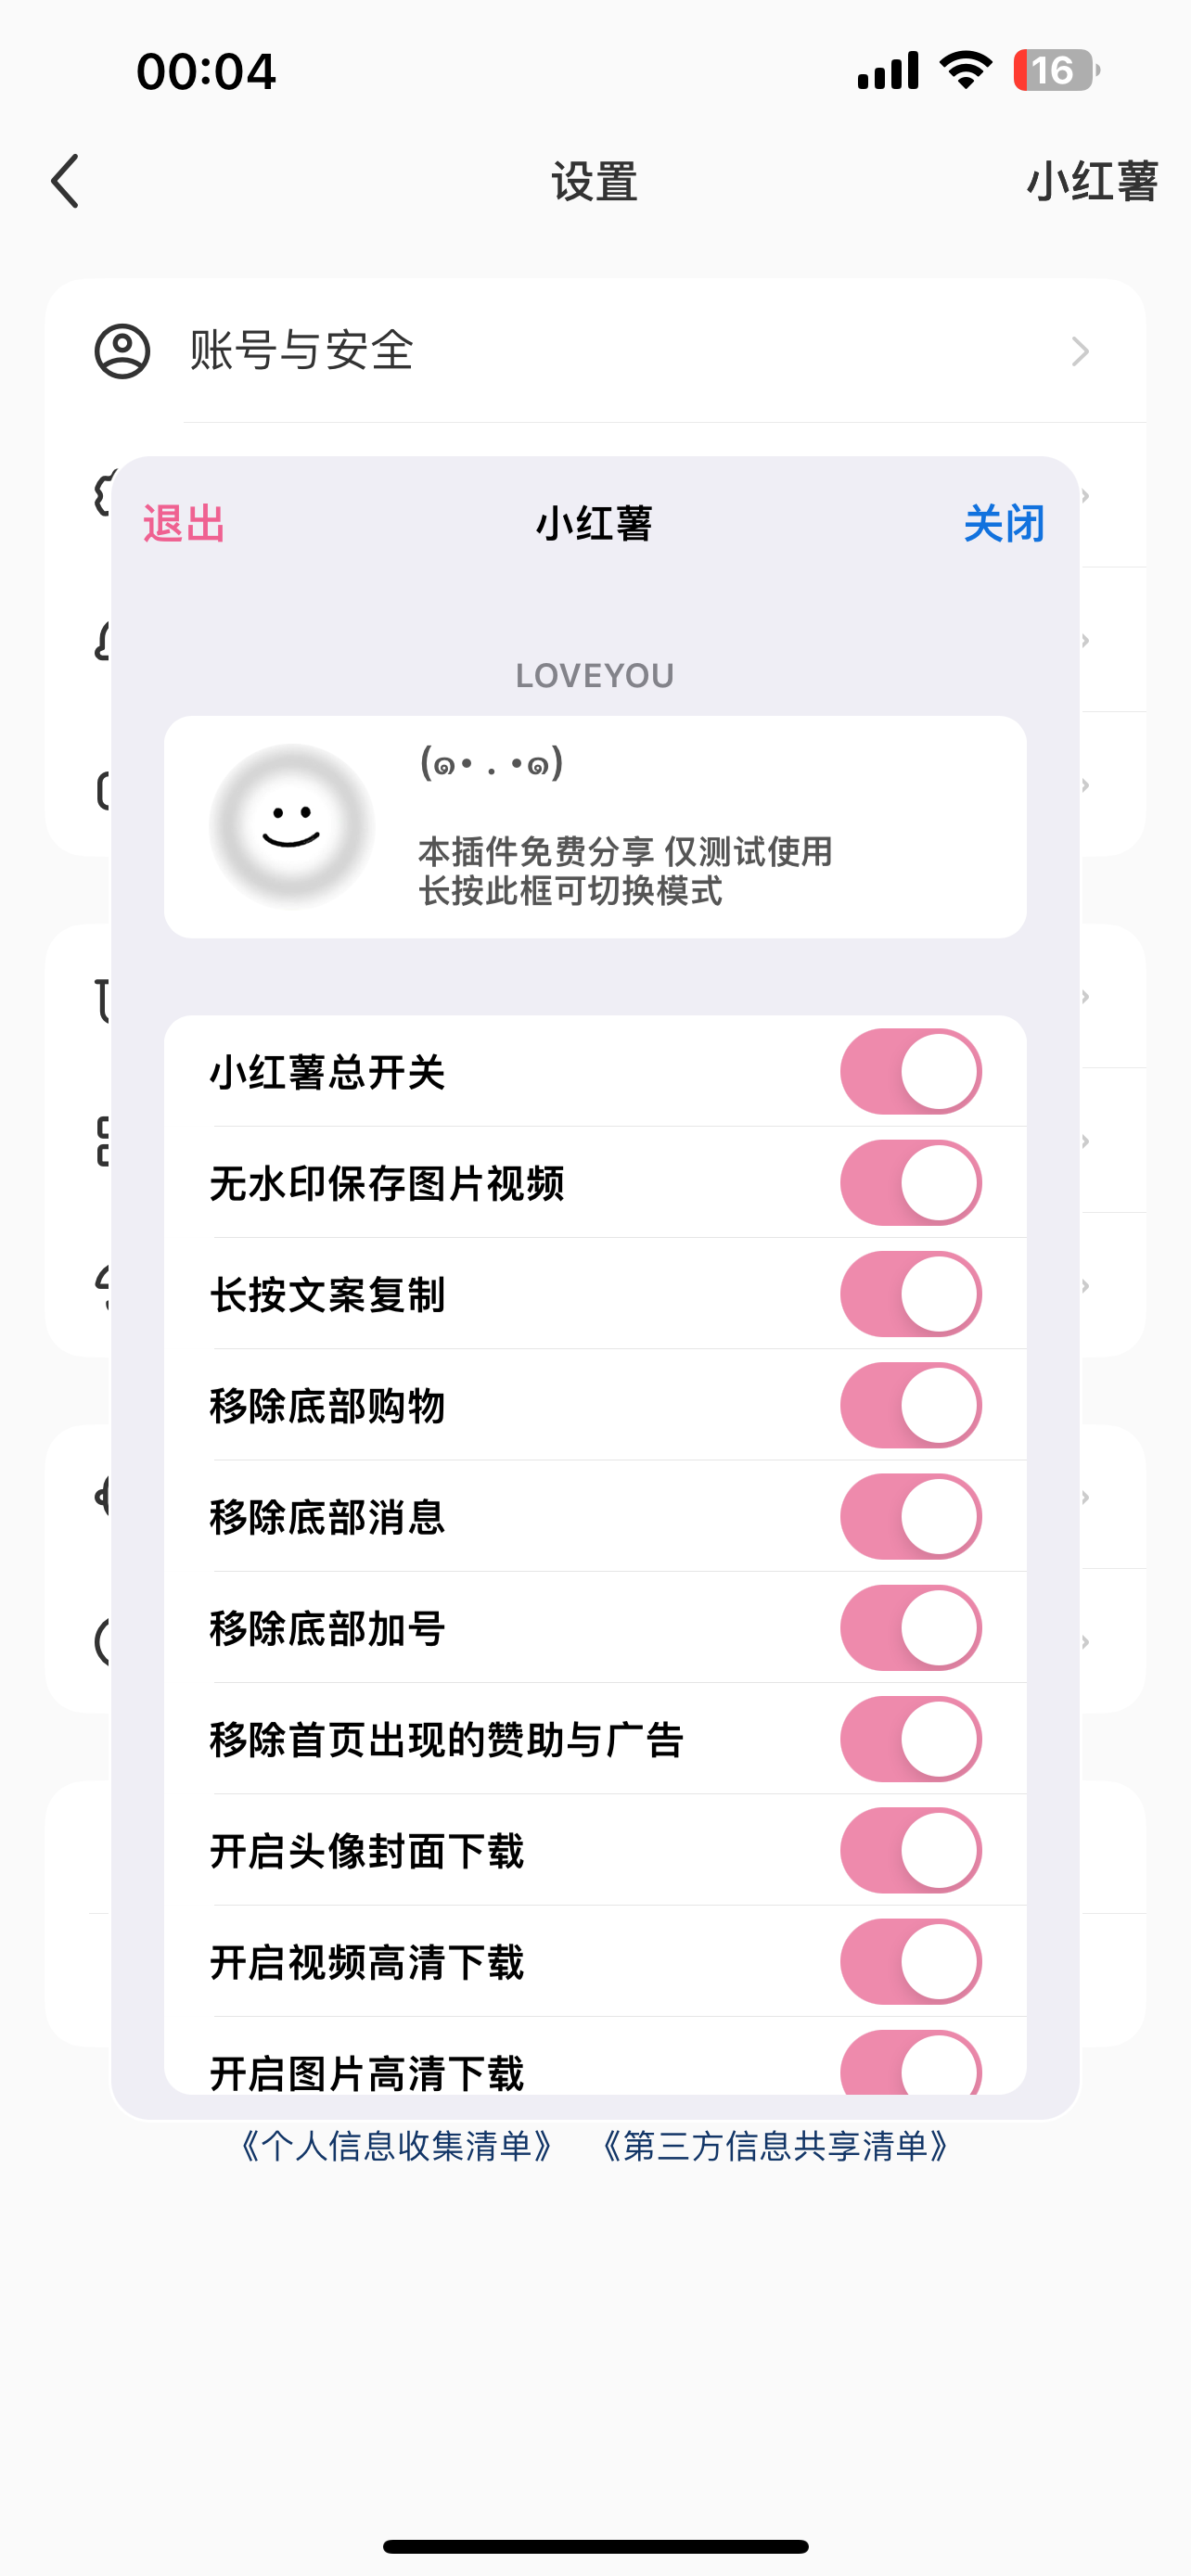 00:04
16
设置
小红薯
账号与安全
退出
小红薯
关闭
LOVEYOU
(๑• . •๑)
本插件免费分享 仅测试使用
长按此框可切换模式
小红薯总开关
无水印保存图片视频
长按文案复制
移除底部购物
移除底部消息
移除底部加号
移除首页出现的赞助与广告
开启头像封面下载
开启视频高清下载
开启图片高清下载
《个人信息收集清单》 《第三方信息共享清单》